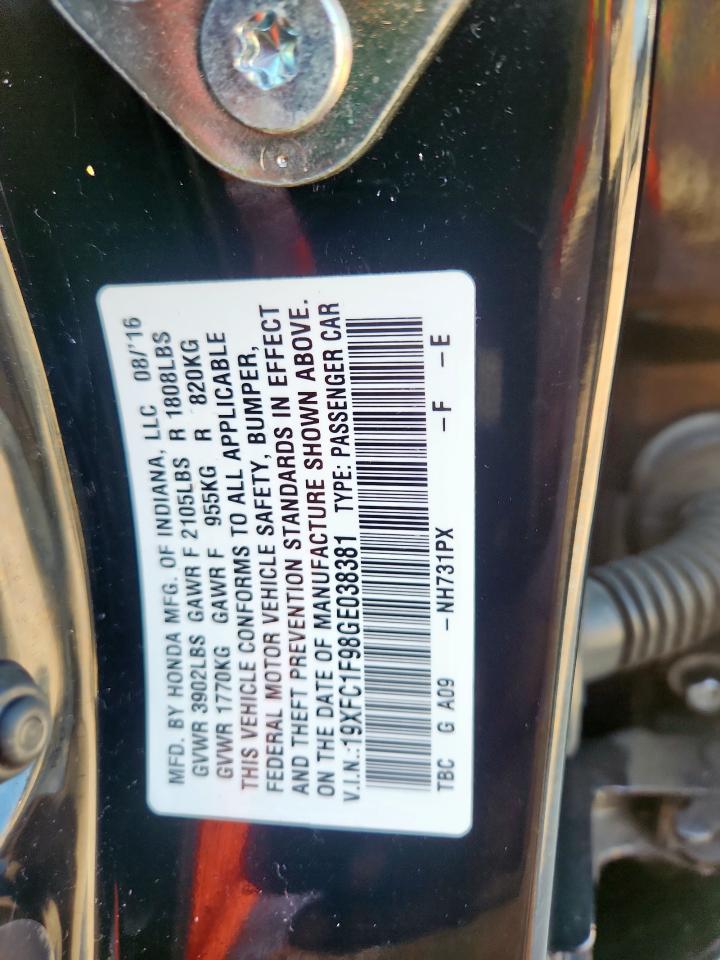 MFD. BY HONDA MFG. OF INDIANA, LLC 08/'16
GVWR 3902LBS GAWR F 2105LBS R 1808LBS
GVWR 1770KG GAWR F 955KG R 820KG
THIS VEHICLE CONFORMS TO ALL APPLICABLE
FEDERAL MOTOR VEHICLE SAFETY, BUMPER,
AND THEFT PREVENTION STANDARDS IN EFFECT
ON THE DATE OF MANUFACTURE SHOWN ABOVE.
V.I.N.:19XFC1F98GE038381 TYPE: PASSENGER CAR
TBC G A09 -NH731PX -F -E